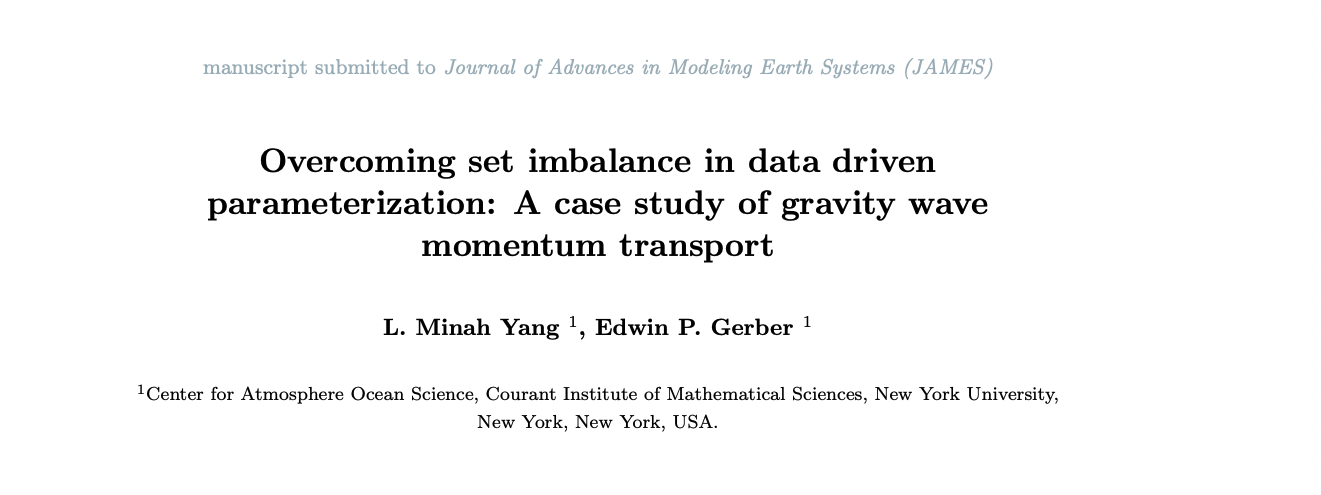 manuscript submitted to Journal of Advances in Modeling Earth Systems (JAMES)
Overcoming set imbalance in data driven
parameterization: A case study of gravity wave
momentum transport
L. Minah Yang 1, Edwin P. Gerber 1
1Center for Atmosphere Ocean Science, Courant Institute of Mathematical Sciences, New York University,
New York, New York, USA.